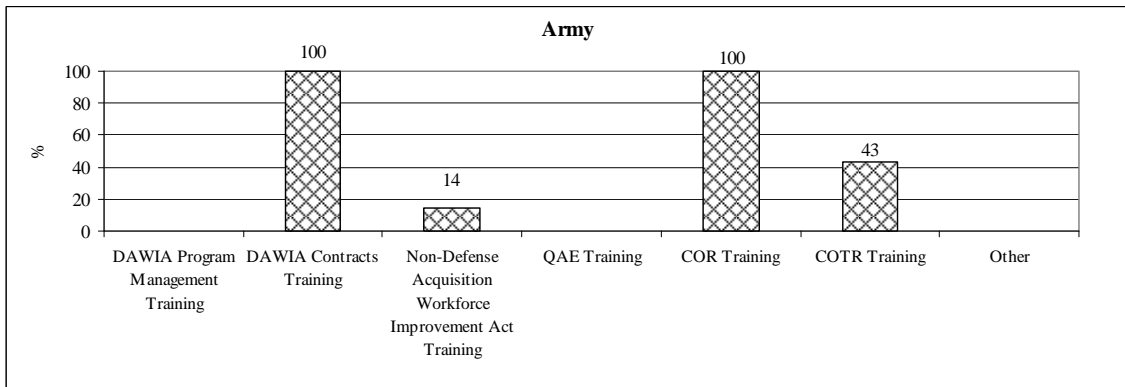 Army
100
100
43
14
100
80
60
40
20
0
%
DAWIA Program
Management
Training
DAWIA Contracts
Training
Non-Defense
Acquisition
Workforce
Improvement Act
Training
QAE Training
COR Training
COTR Training
Other